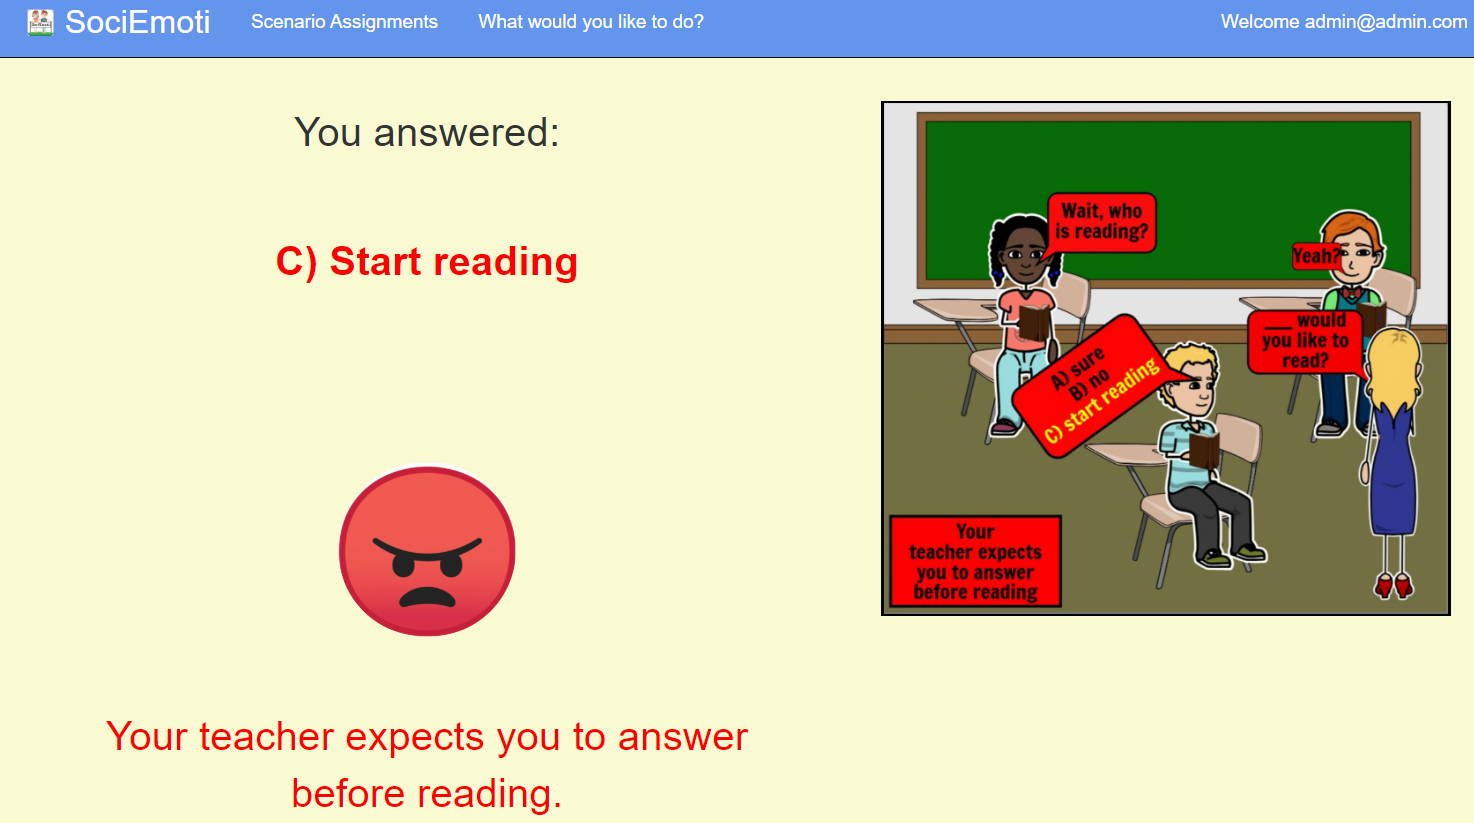 SociEmoti
Scenario Assignments
What would you like to do?
Welcome admin@admin.com
You answered:
C) Start reading
Your teacher expects you to answer
before reading.
Wait, who
is reading?
Yeah?
___ would
you like to
read?
A) sure
B) no
C) start reading
Your
teacher expects
you to answer
before reading